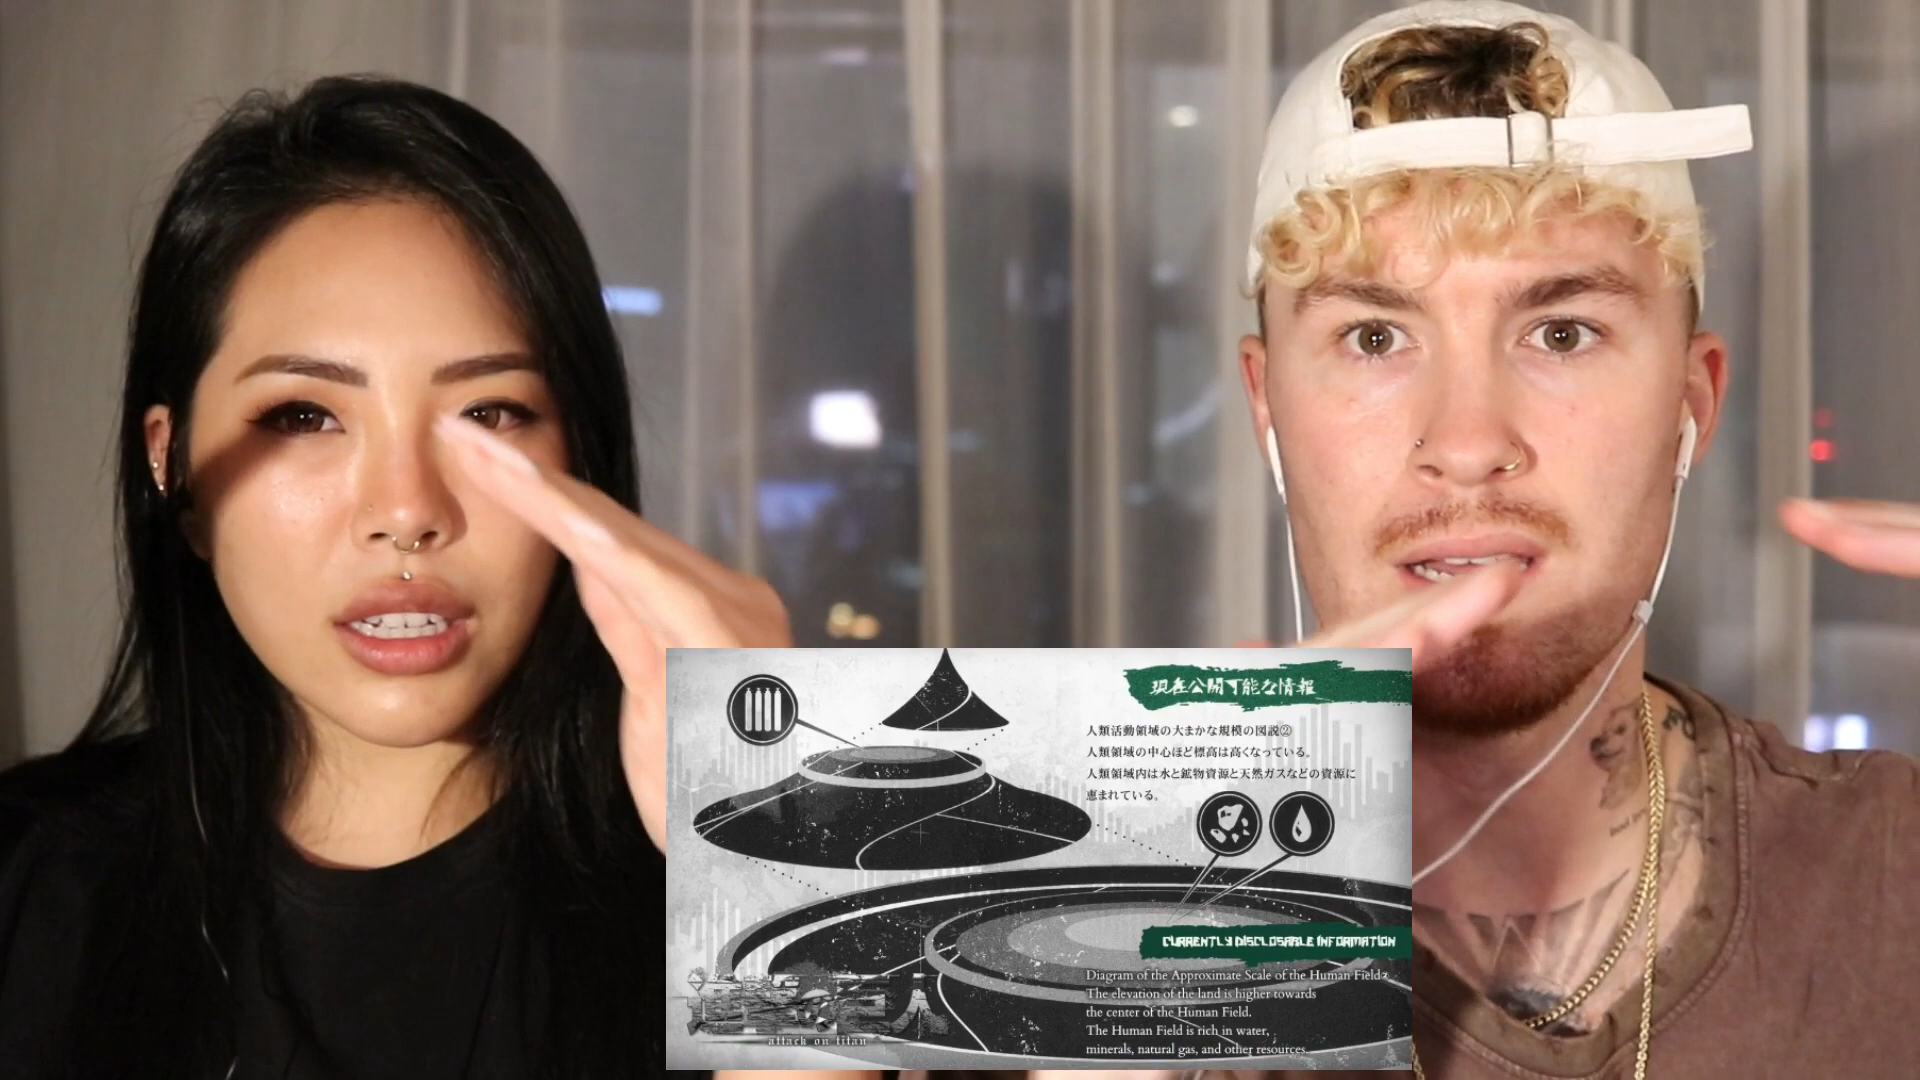 現在公開可能な情報
人類活動領域の大まかな規模の図説②
人類領域の中心ほど標高は高くなっている。
人類領域内は水と鉱物資源と天然ガスなどの資源に
恵まれている。
CURRENTLY DISCLOSABLE INFORMATION
Diagram of the Approximate Scale of the Human Field②
The elevation of the land is higher towards
the center of the Human Field.
The Human Field is rich in water,
minerals, natural gas, and other resources.
attack on titan